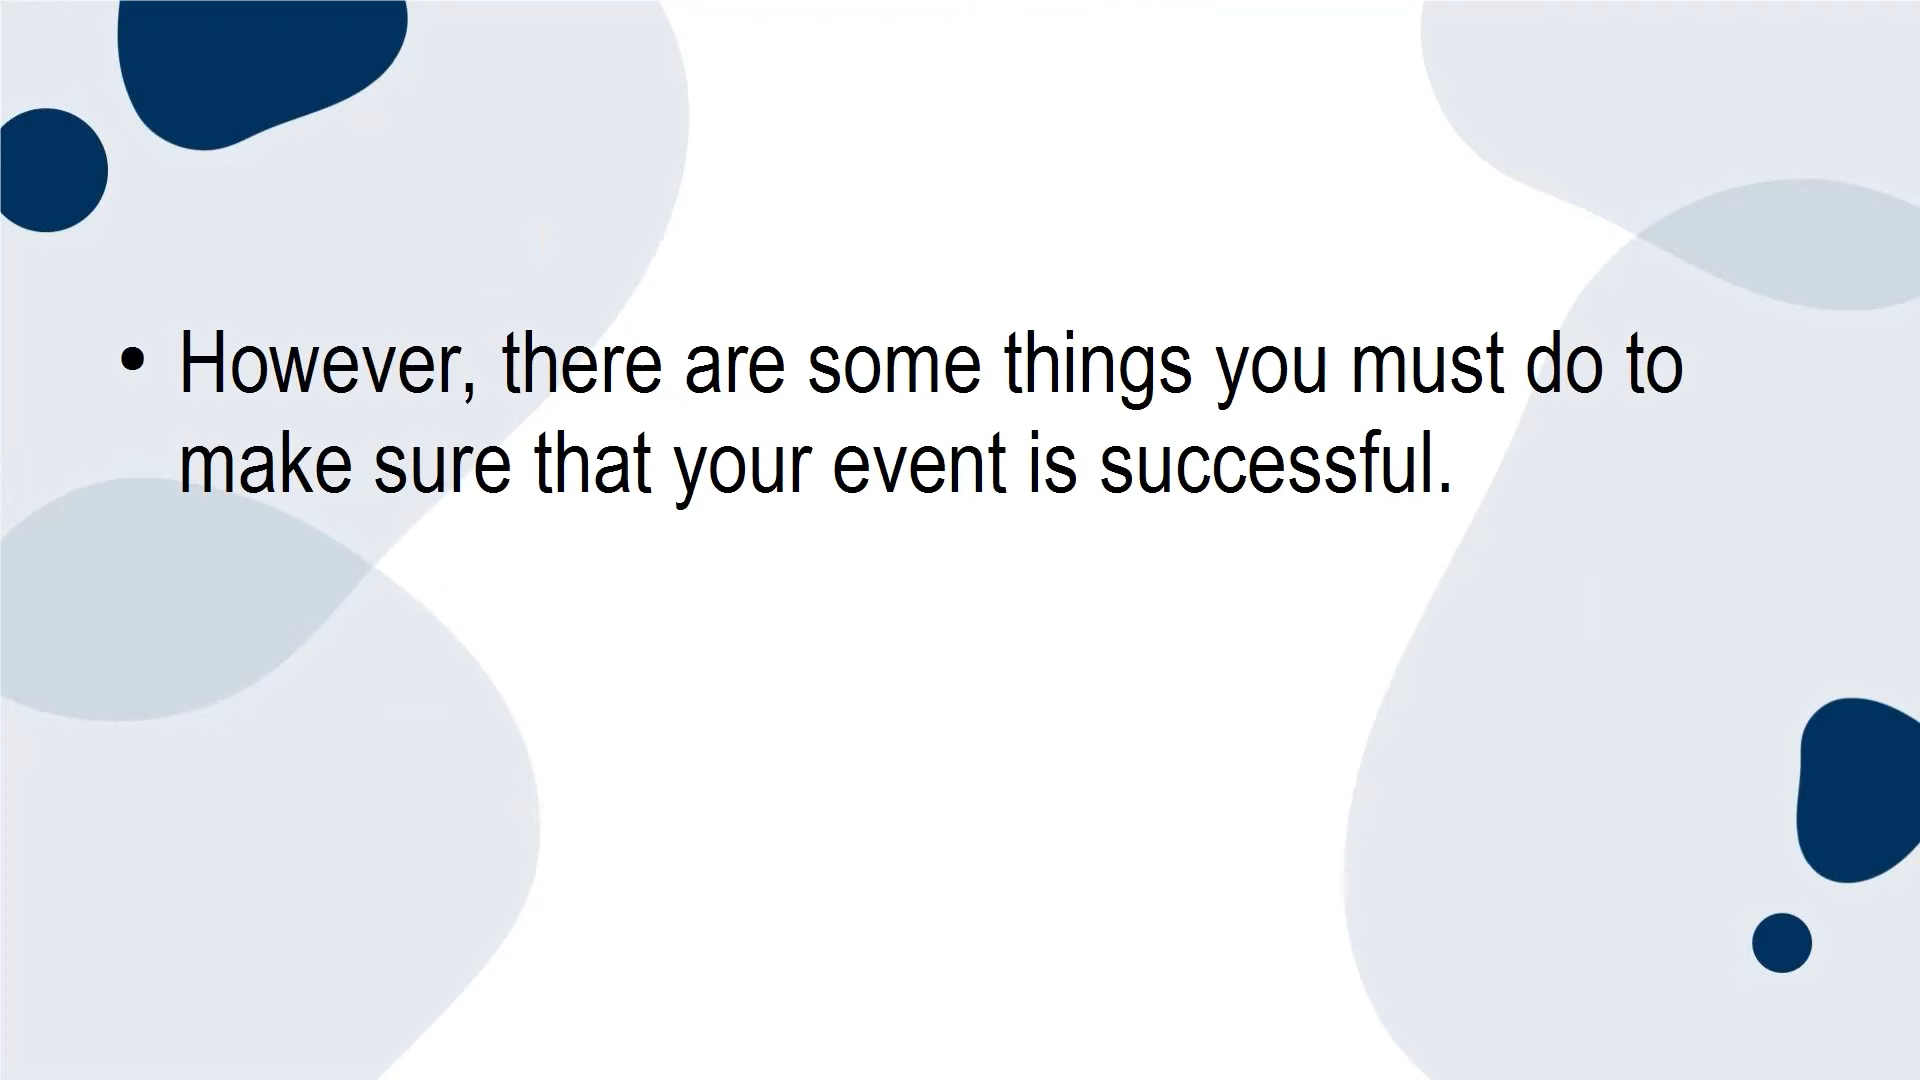 • However, there are some things you must do to
make sure that your event is successful.